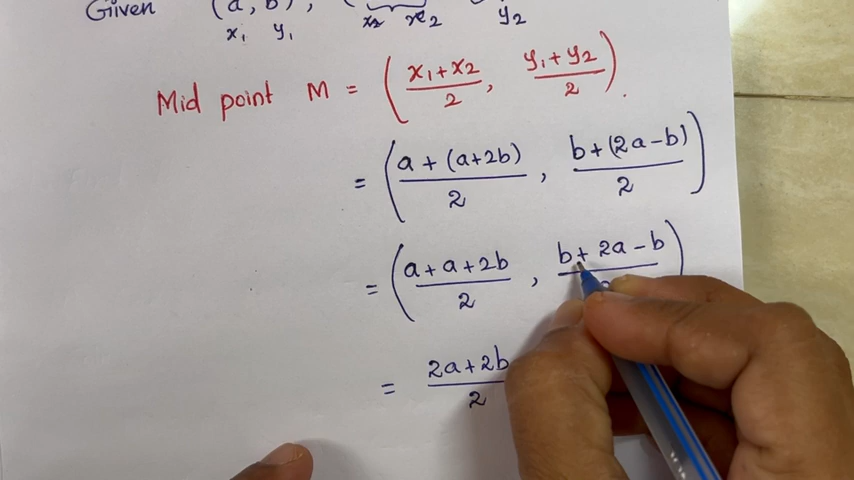 Given (a, b),
x₁ y₁ x₂ y₂
Mid point M = ( (x₁+x₂)/2 , (y₁+y₂)/2 ).
= ( (a+(a+2b))/2 , (b+(2a-b))/2 )
= ( (a+a+2b)/2 , (b+2a-b)/2 )
= (2a+2b)/2